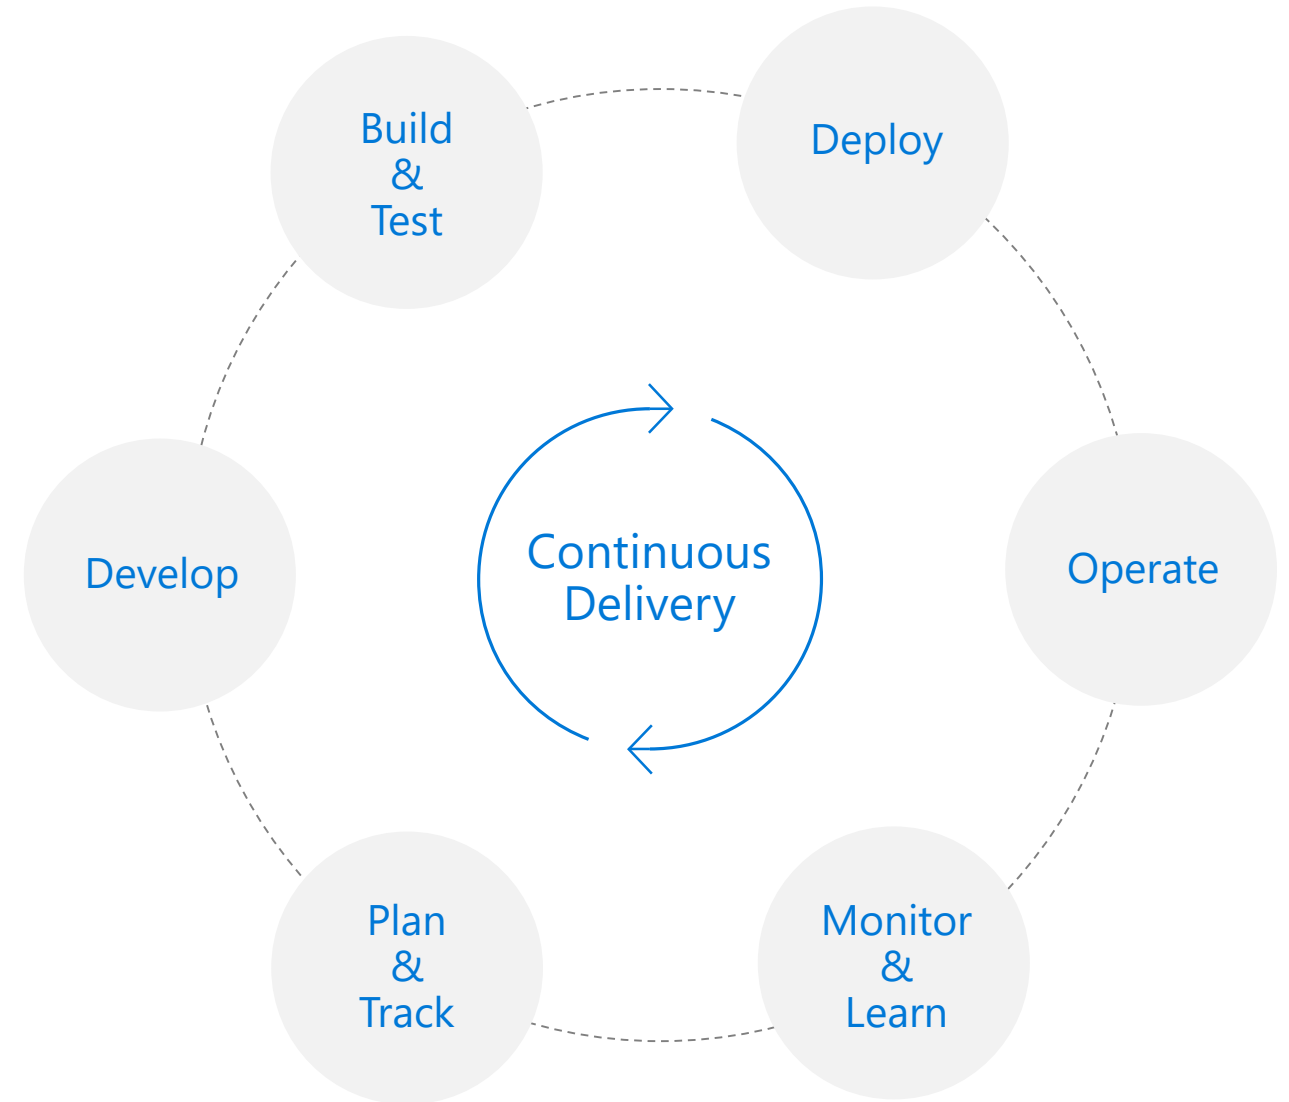 Build
&
Test
Deploy
Develop
Continuous
Delivery
Operate
Plan
&
Track
Monitor
&
Learn